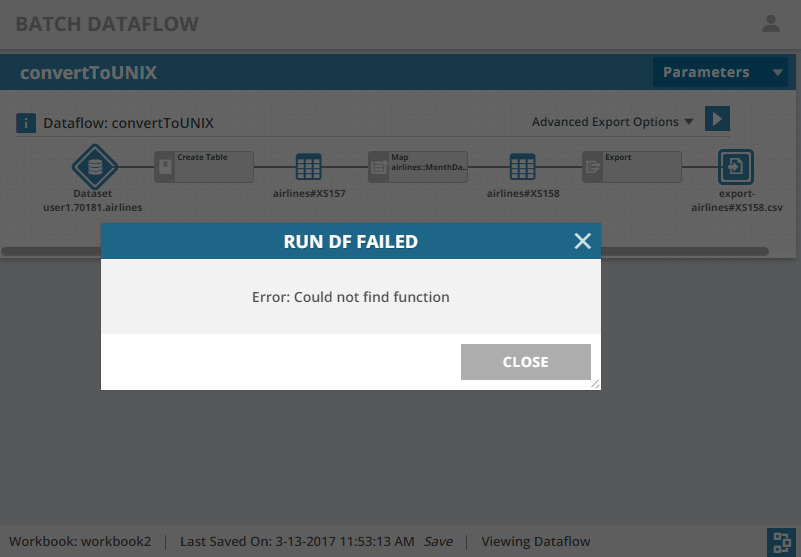 BATCH DATAFLOW
convertToUNIX
Parameters
Dataflow: convertToUNIX
Advanced Export Options
Create Table
Map
airlines::MonthDa..
Export
Dataset
user1.70181.airlines
airlines#XS157
airlines#XS158
export-
airlines#XS158.csv
RUN DF FAILED
Error: Could not find function
CLOSE
Workbook: workbook2
Last Saved On: 3-13-2017 11:53:13 AM Save
Viewing Dataflow